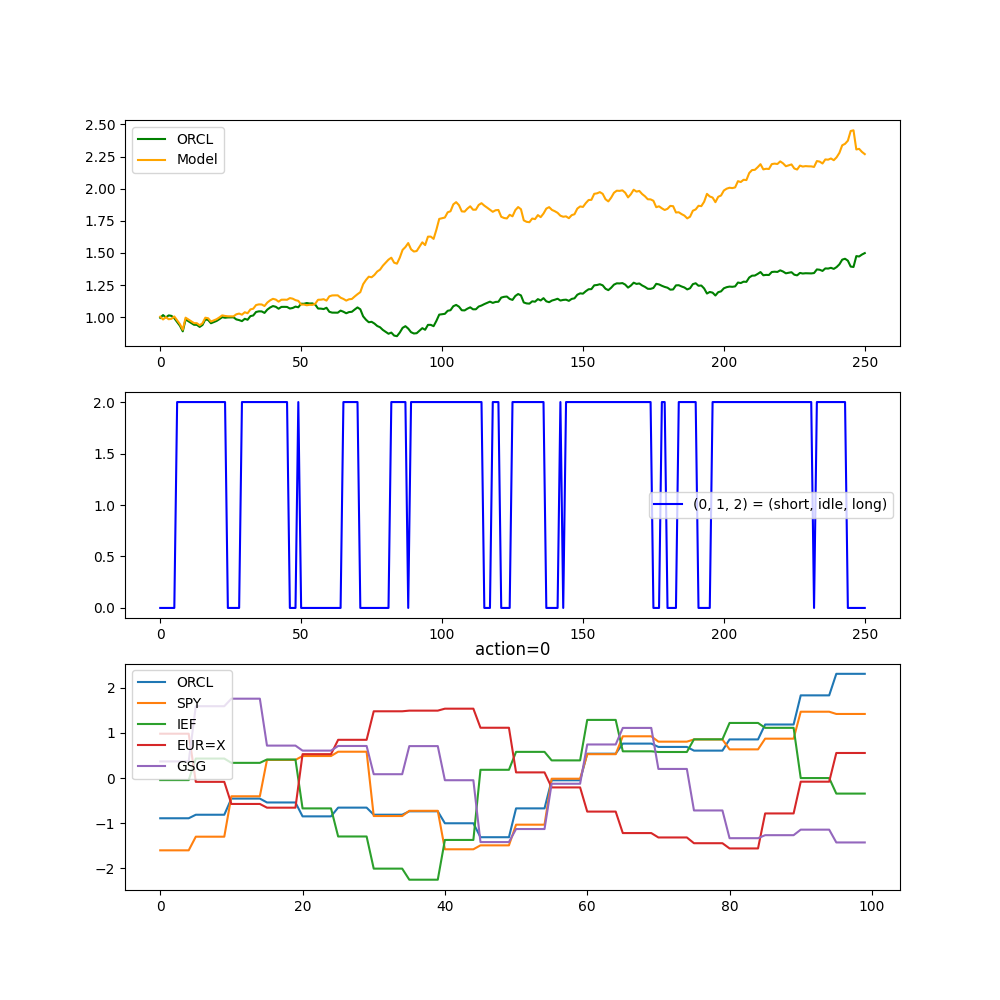 2.50
2.25
2.00
1.75
1.50
1.25
1.00
ORCL
Model
0 50 100 150 200 250
2.0
1.5
1.0
0.5
0.0
(0, 1, 2) = (short, idle, long)
0 50 100 150 200 250
action=0
2
1
0
−1
−2
ORCL
SPY
IEF
EUR=X
GSG
0 20 40 60 80 100